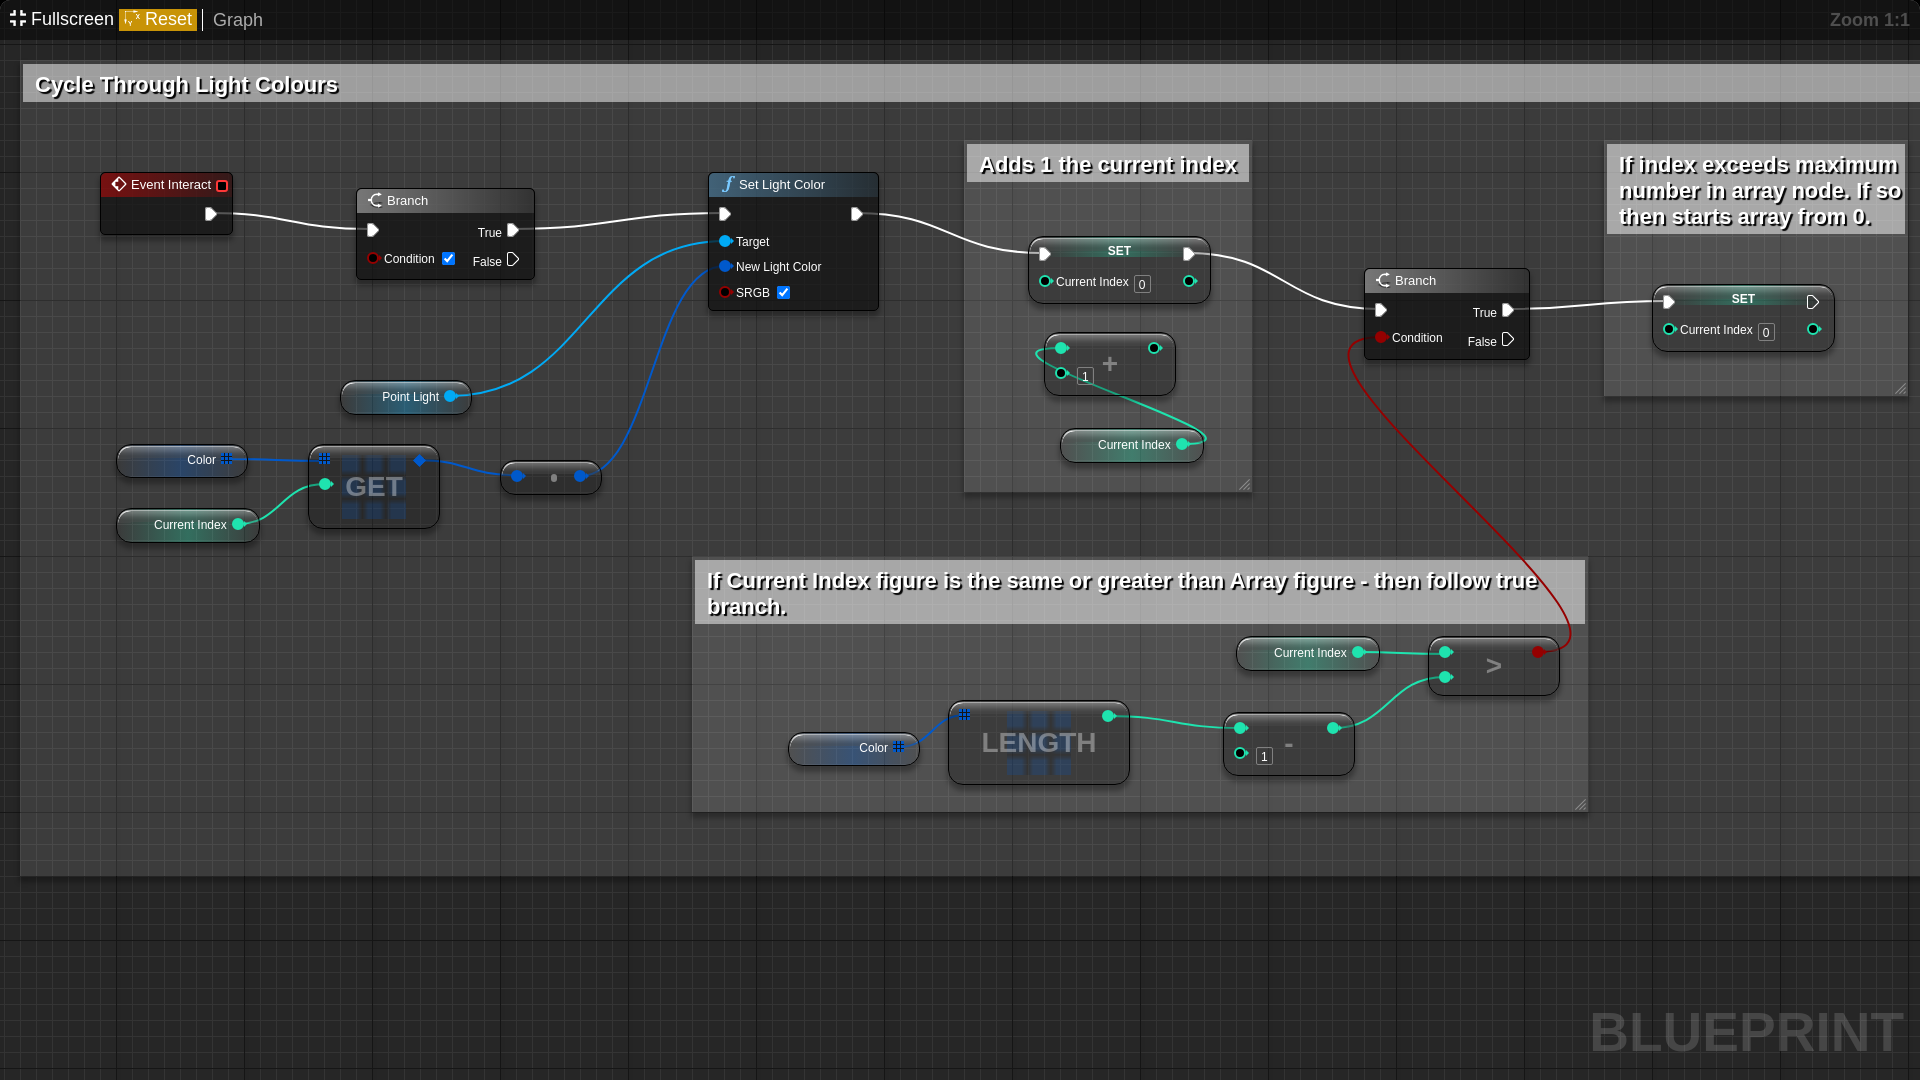 Fullscreen Reset Graph Zoom 1:1
Cycle Through Light Colours
Adds 1 the current index
If index exceeds maximum
number in array node. If so
then starts array from 0.
Event Interact
Branch
True
Condition
False
Set Light Color
Target
New Light Color
SRGB
SET
Current Index 0
+
1
Current Index
Branch
True
Condition
False
SET
Current Index 0
Point Light
Color
GET
Current Index
If Current Index figure is the same or greater than Array figure - then follow true
branch.
Current Index
>
Color
LENGTH
-
1
BLUEPRINT